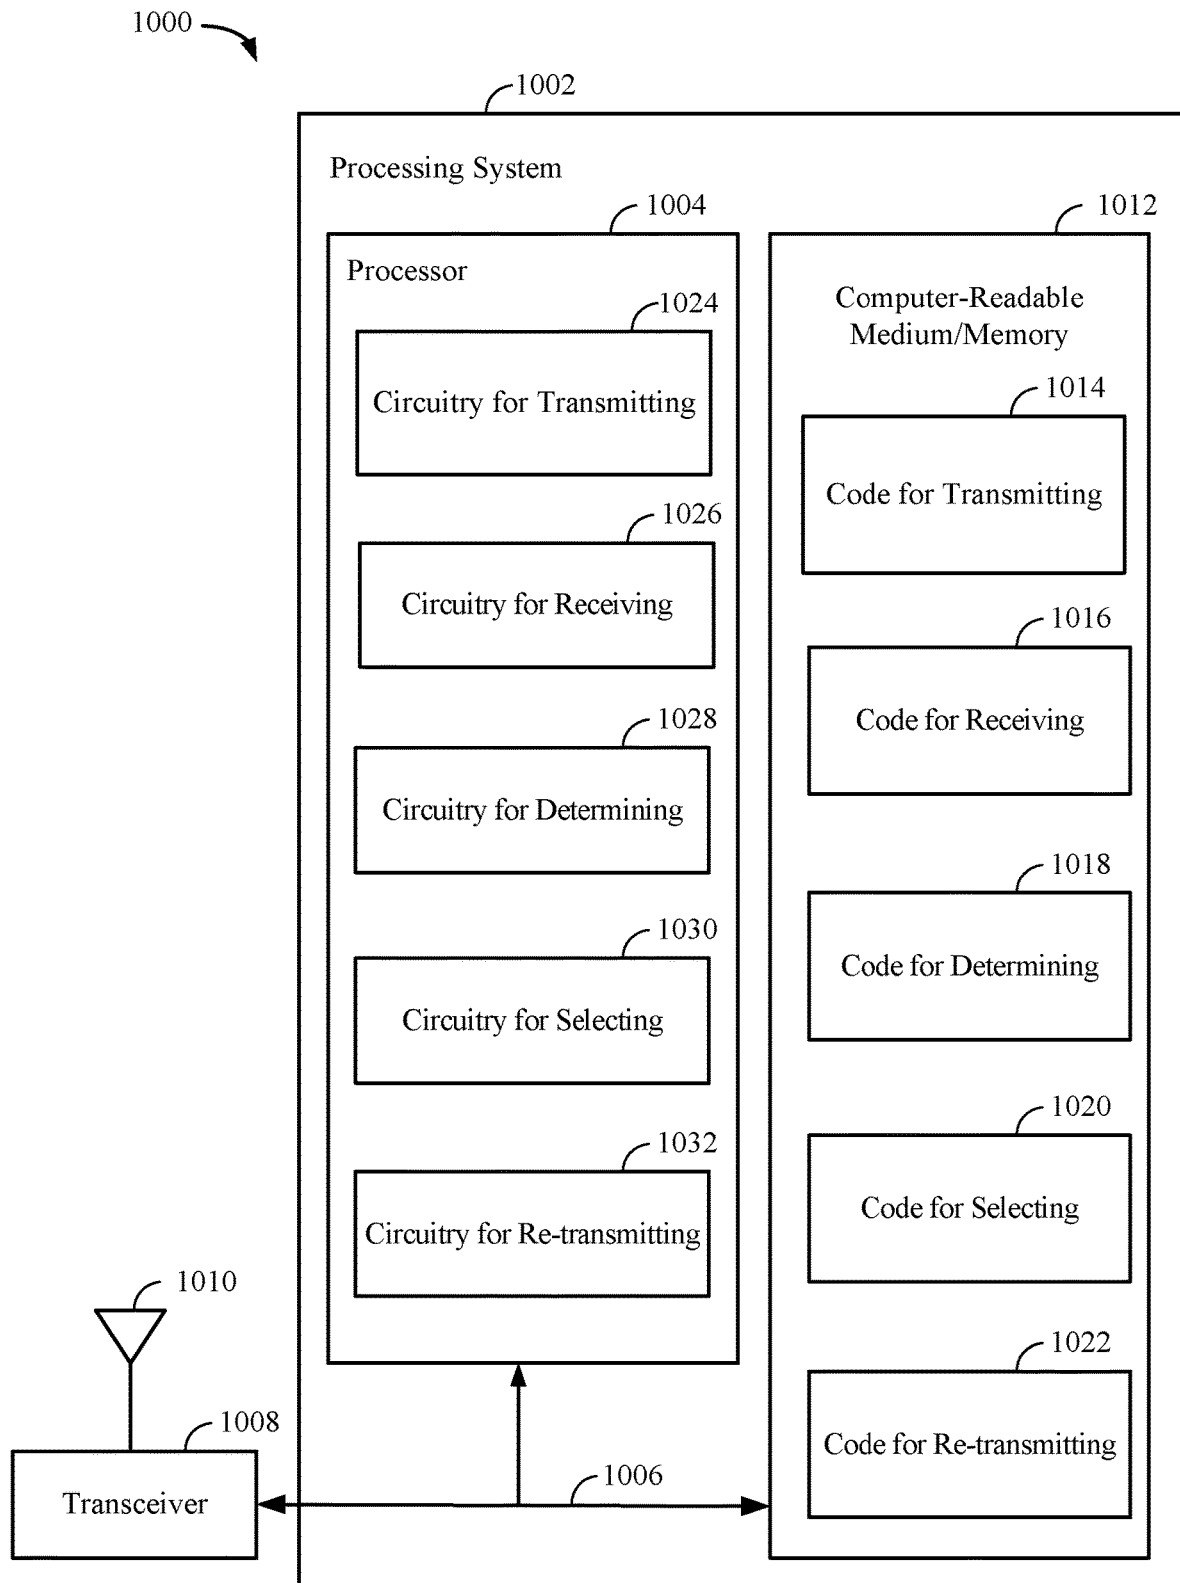 1000
1002
Processing System
1004
Processor
1024
Circuitry for Transmitting
1026
Circuitry for Receiving
1028
Circuitry for Determining
1030
Circuitry for Selecting
1032
Circuitry for Re-transmitting
1012
Computer-Readable
Medium/Memory
1014
Code for Transmitting
1016
Code for Receiving
1018
Code for Determining
1020
Code for Selecting
1022
Code for Re-transmitting
1010
1008
Transceiver
1006